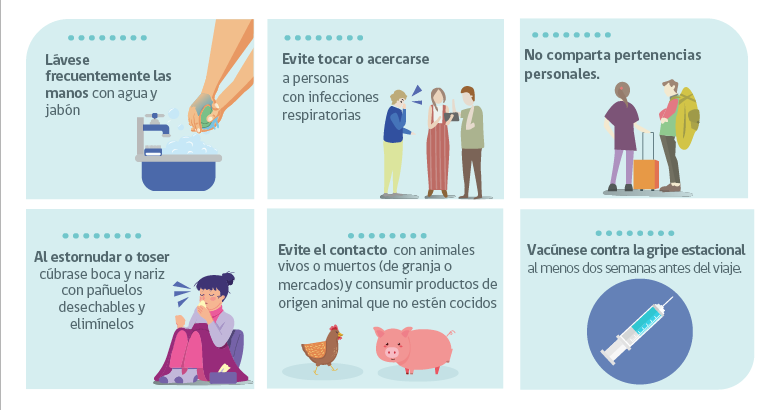 Lávese
frecuentemente las
manos con agua y
jabón
Evite tocar o acercarse
a personas
con infecciones
respiratorias
No comparta pertenencias
personales.
Al estornudar o toser
cúbrase boca y nariz
con pañuelos
desechables y
elimínelos
Evite el contacto con animales
vivos o muertos (de granja o
mercados) y consumir productos de
origen animal que no estén cocidos
Vacúnese contra la gripe estacional
al menos dos semanas antes del viaje.